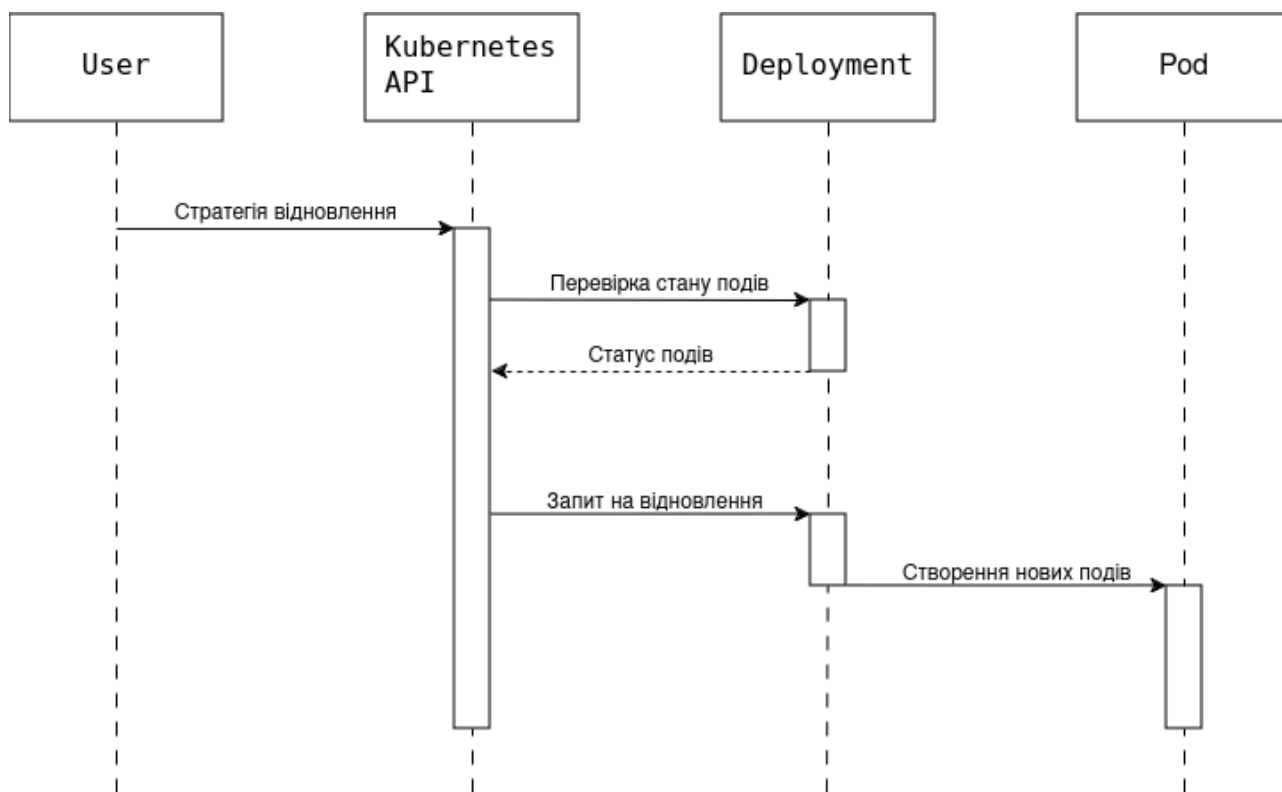 User
Kubernetes
API
Deployment
Pod
Стратегія відновлення
Перевірка стану подів
Статус подів
Запит на відновлення
Створення нових подів